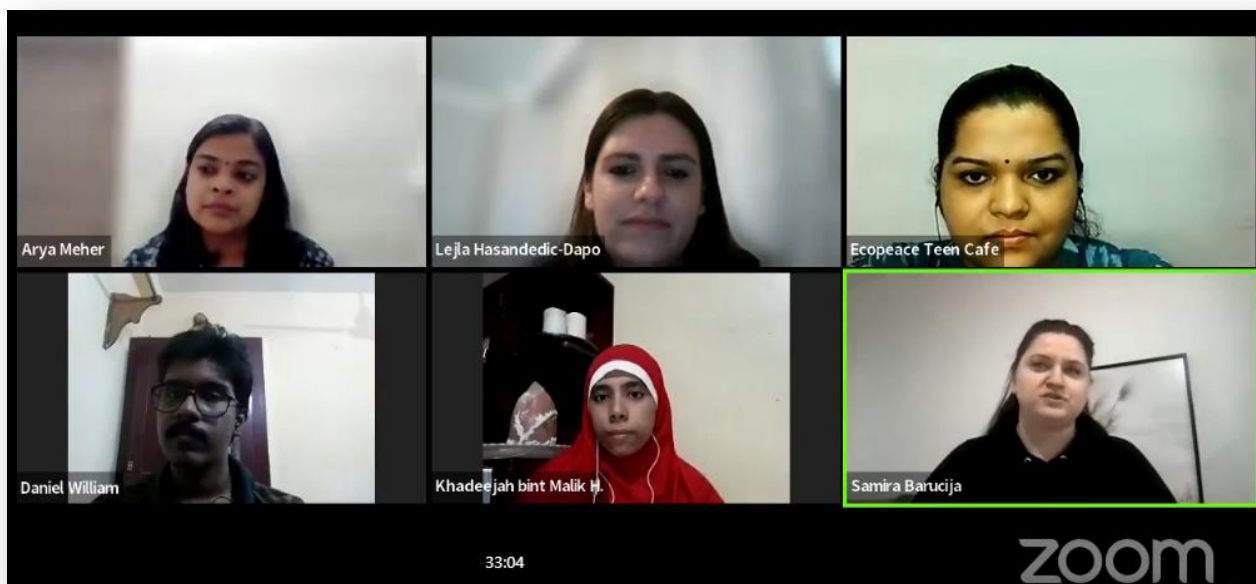 Arya Meher
Lejla Hasandedic-Dapo
Ecopeace Teen Cafe
Daniel William
Khadeejah bint Malik H.
Samira Barucija
33:04
zoom